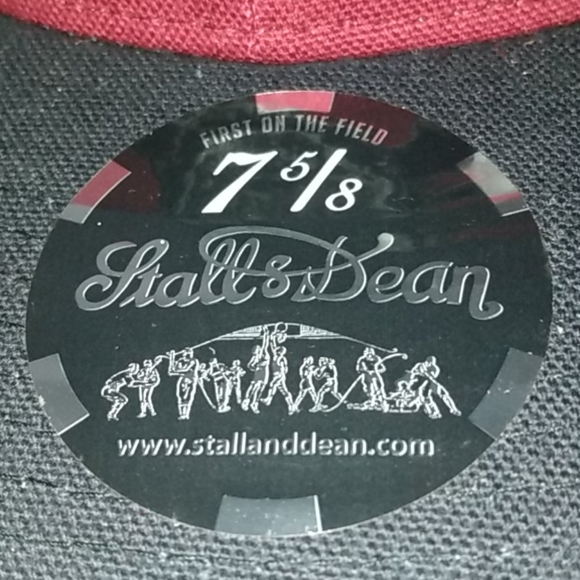 FIRST ON THE FIELD
7 5/8
Stall & Dean
www.stallanddean.com